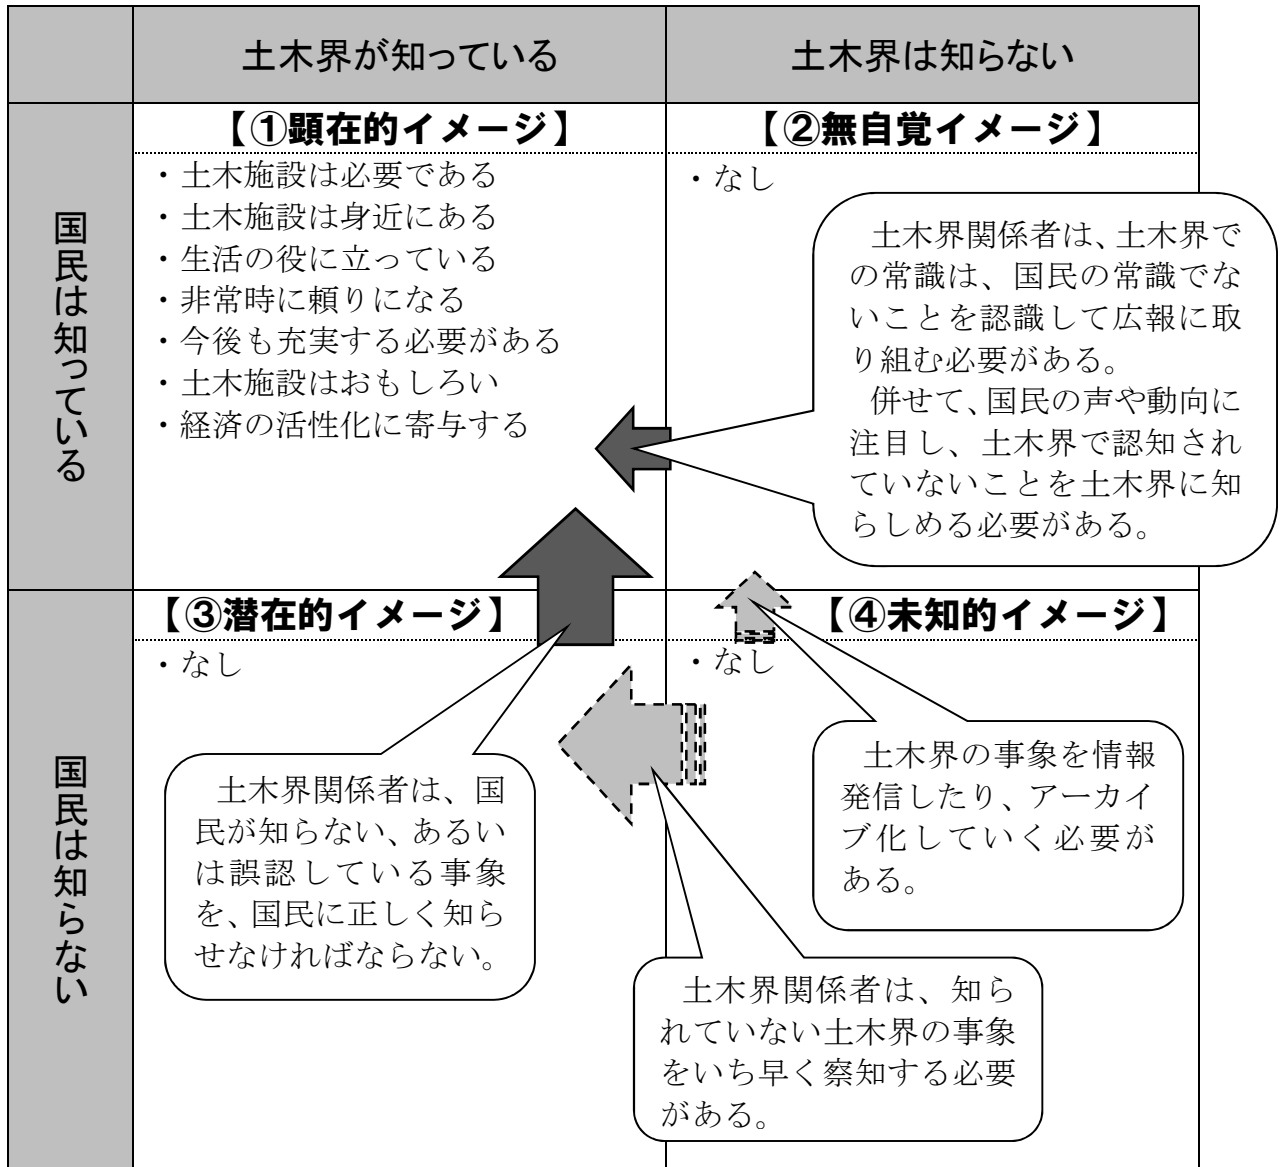 土木界が知っている
土木界は知らない
国民は知っている
【①顕在的イメージ】
・土木施設は必要である
・土木施設は身近にある
・生活の役に立っている
・非常時に頼りになる
・今後も充実する必要がある
・土木施設はおもしろい
・経済の活性化に寄与する
【②無自覚イメージ】
・なし
土木界関係者は、土木界で
の常識は、国民の常識でな
いことを認識して広報に取
り組む必要がある。
併せて、国民の声や動向に
注目し、土木界で認知され
ていないことを土木界に知
らしめる必要がある。
国民は知らない
【③潜在的イメージ】
・なし
土木界関係者は、国
民が知らない、あるい
は誤認している事象
を、国民に正しく知ら
せなければならない。
【④未知的イメージ】
・なし
土木界の事象を情報
発信したり、アーカイ
ブ化していく必要が
ある。
土木界関係者は、知ら
れていない土木界の事象
をいち早く察知する必要
がある。